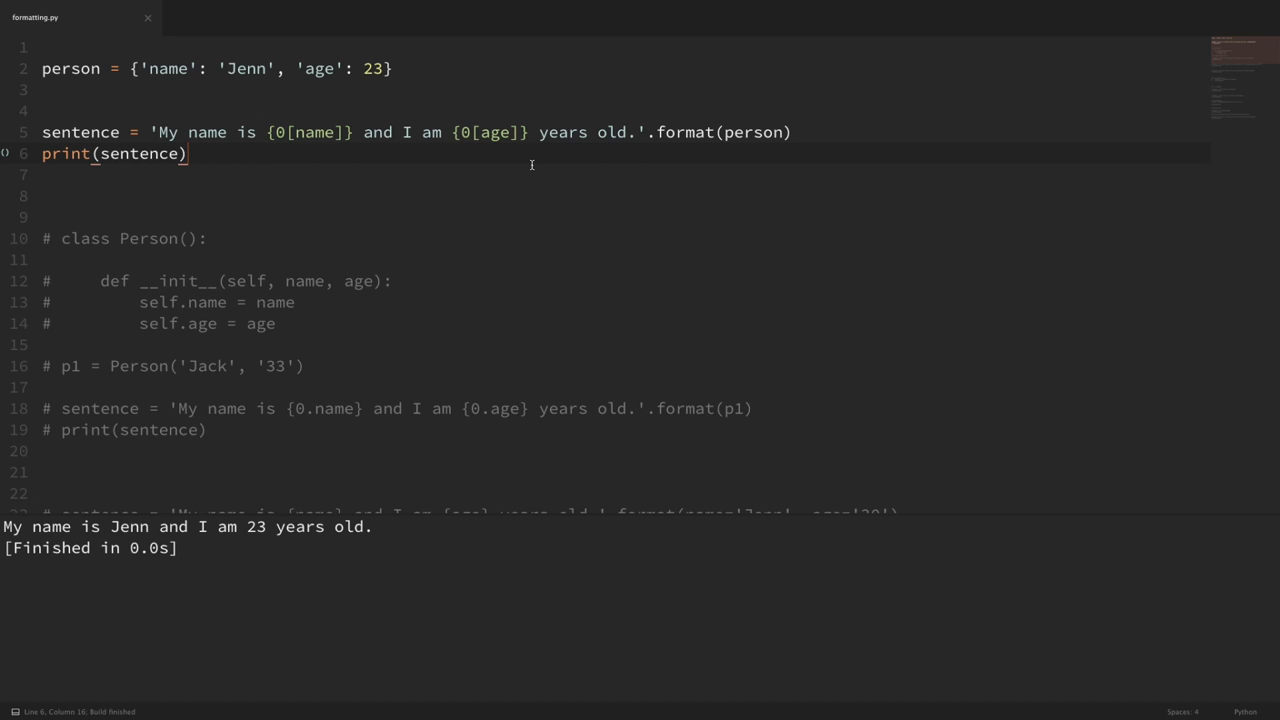 formatting.py ×
1
2 person = {'name': 'Jenn', 'age': 23}
3
4
5 sentence = 'My name is {0[name]} and I am {0[age]} years old.'.format(person)
() 6 print(sentence)
7
8
9
10 # class Person():
11
12 #     def __init__(self, name, age):
13 #         self.name = name
14 #         self.age = age
15
16 # p1 = Person('Jack', '33')
17
18 # sentence = 'My name is {0.name} and I am {0.age} years old.'.format(p1)
19 # print(sentence)
20
21
22
My name is Jenn and I am 23 years old.
[Finished in 0.0s]
Line 6, Column 16; Build finished
Spaces: 4
Python